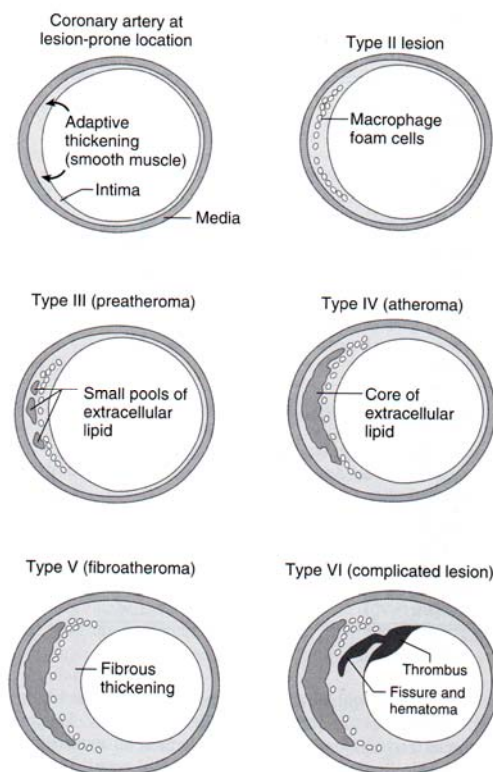 Coronary artery at
lesion-prone location
Adaptive
thickening
(smooth muscle)
Intima
Media
Type II lesion
Macrophage
foam cells
Type III (preatheroma)
Small pools of
extracellular
lipid
Type IV (atheroma)
Core of
extracellular
lipid
Type V (fibroatheroma)
Fibrous
thickening
Type VI (complicated lesion)
Thrombus
Fissure and
hematoma